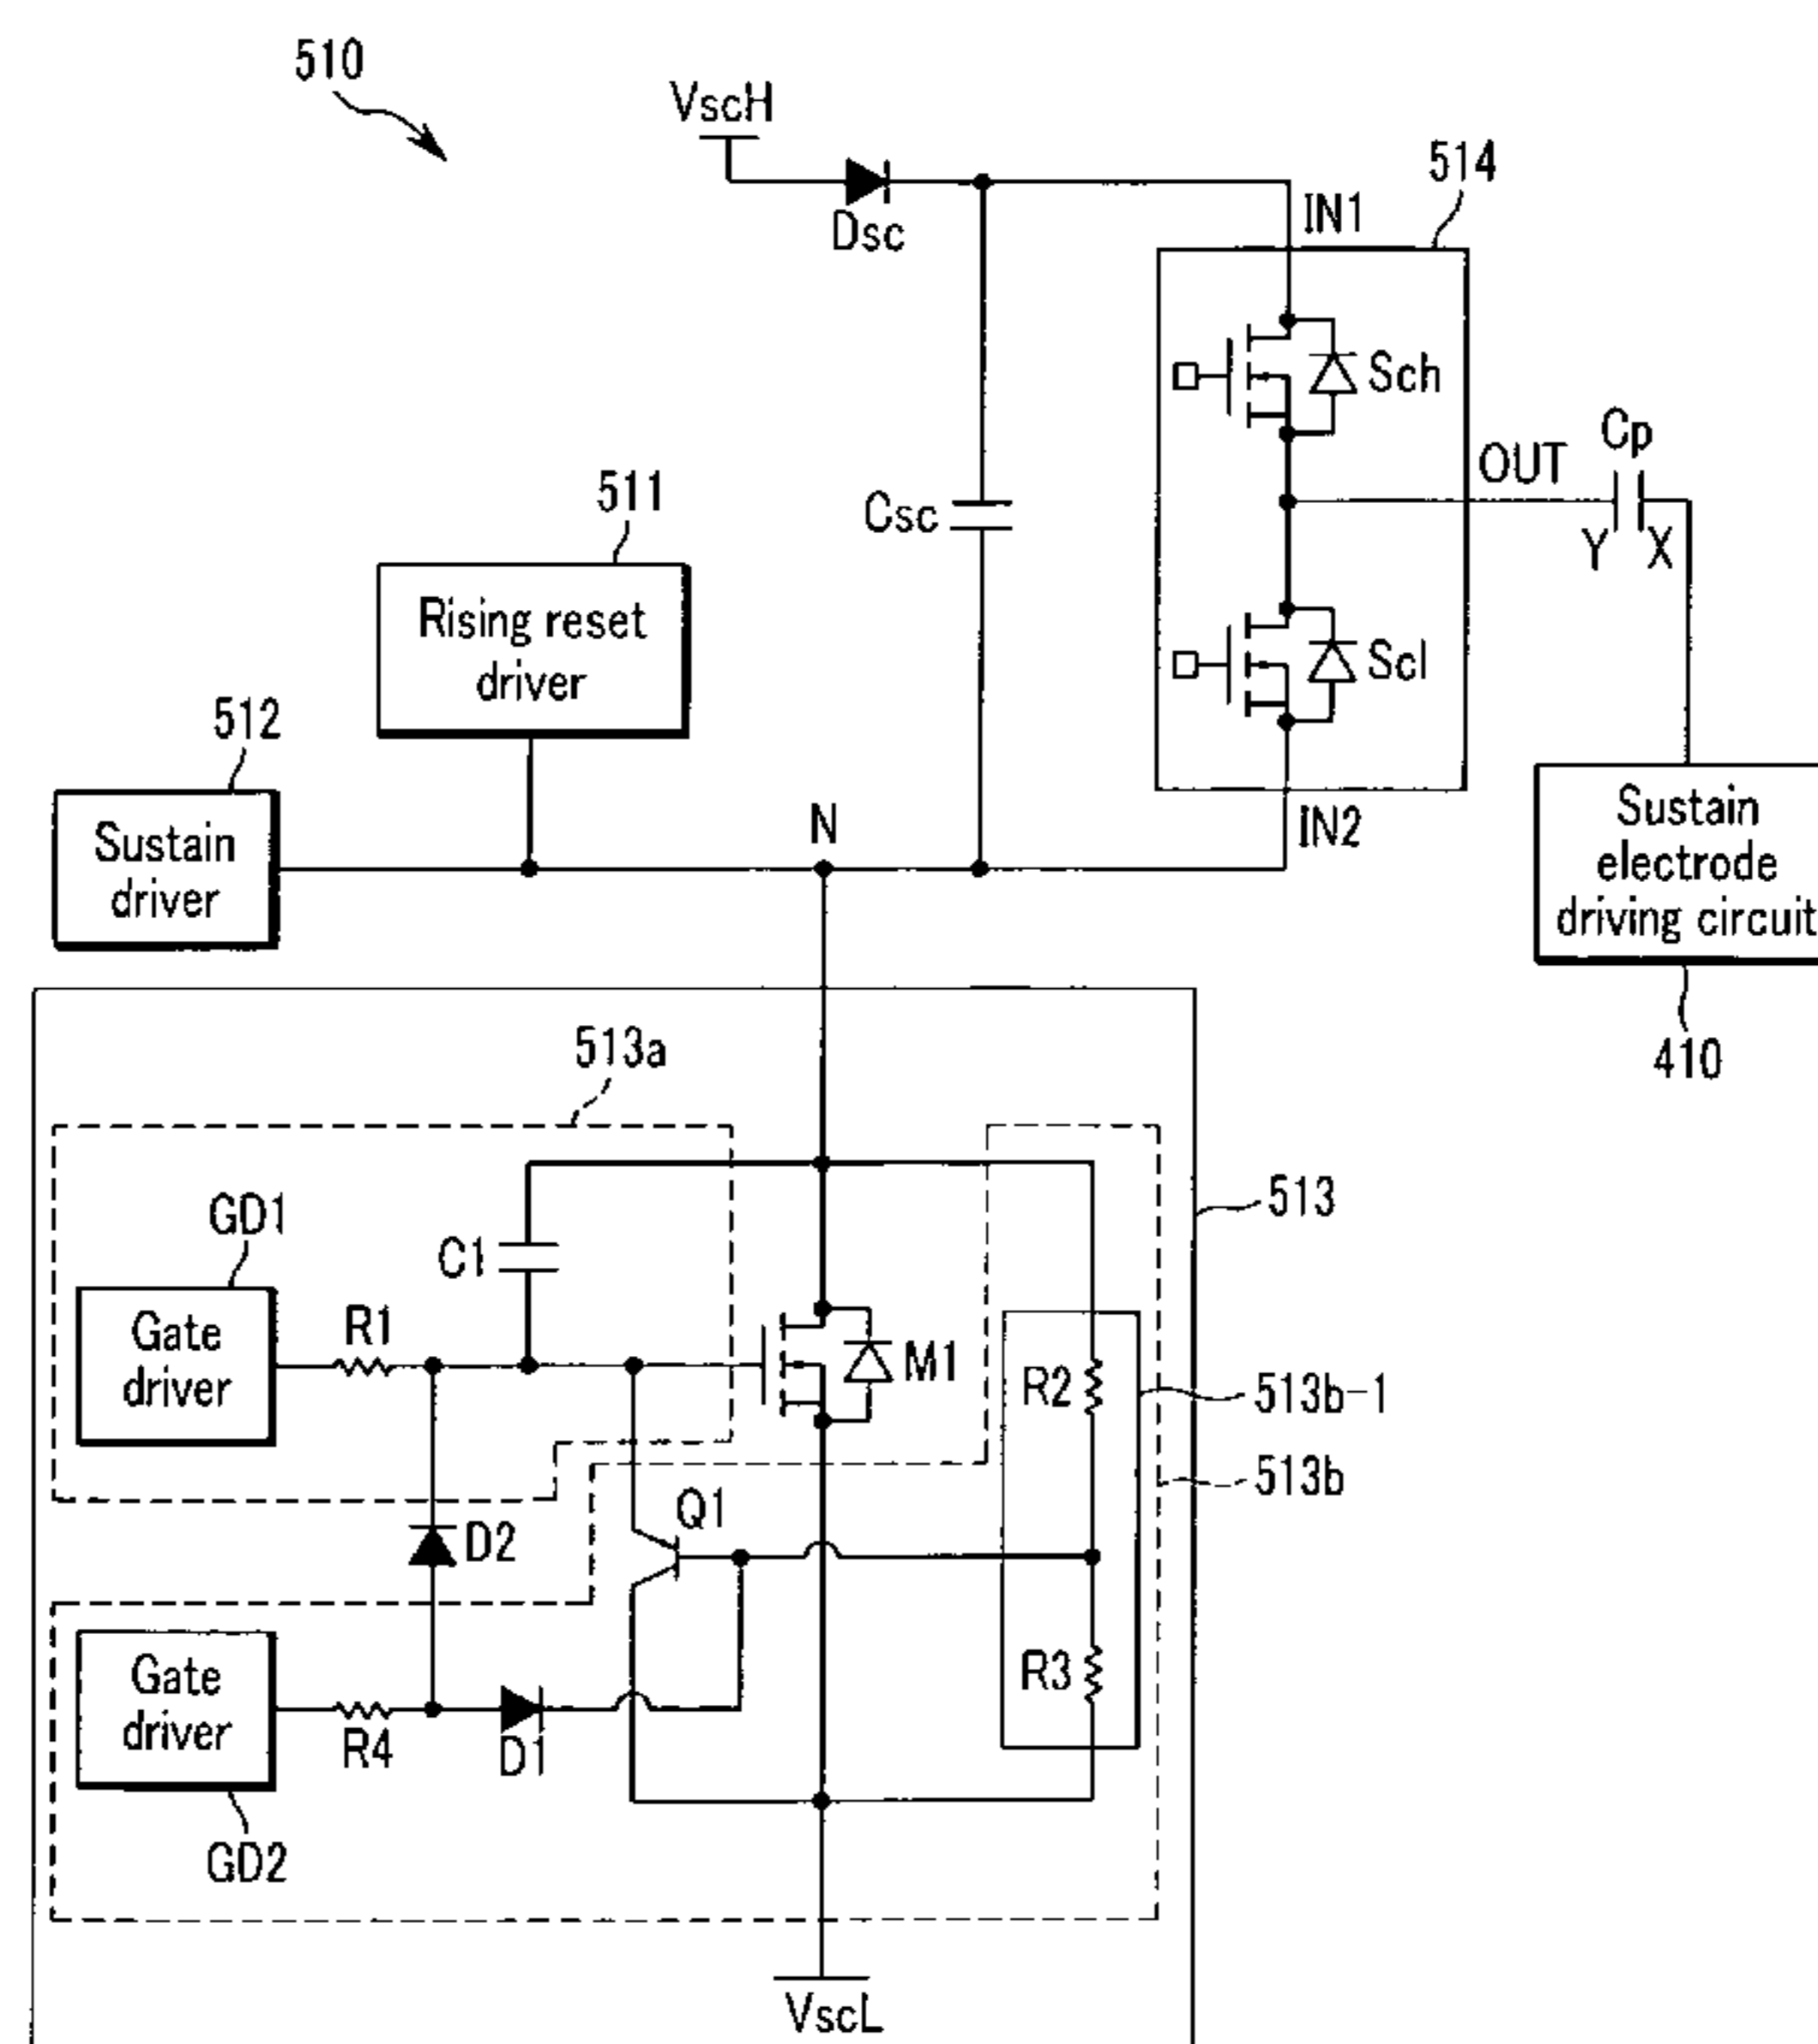 510
VscH
Dsc
514
IN1
Sch
OUT
Cp
Y
X
Csc
511
Rising reset
driver
Scl
512
Sustain
driver
N
IN2
Sustain
electrode
driving circuit
410
513a
513
GD1
C1
Gate
driver
R1
M1
R2
513b-1
513b
Q1
D2
Gate
driver
R4
D1
R3
GD2
VscL